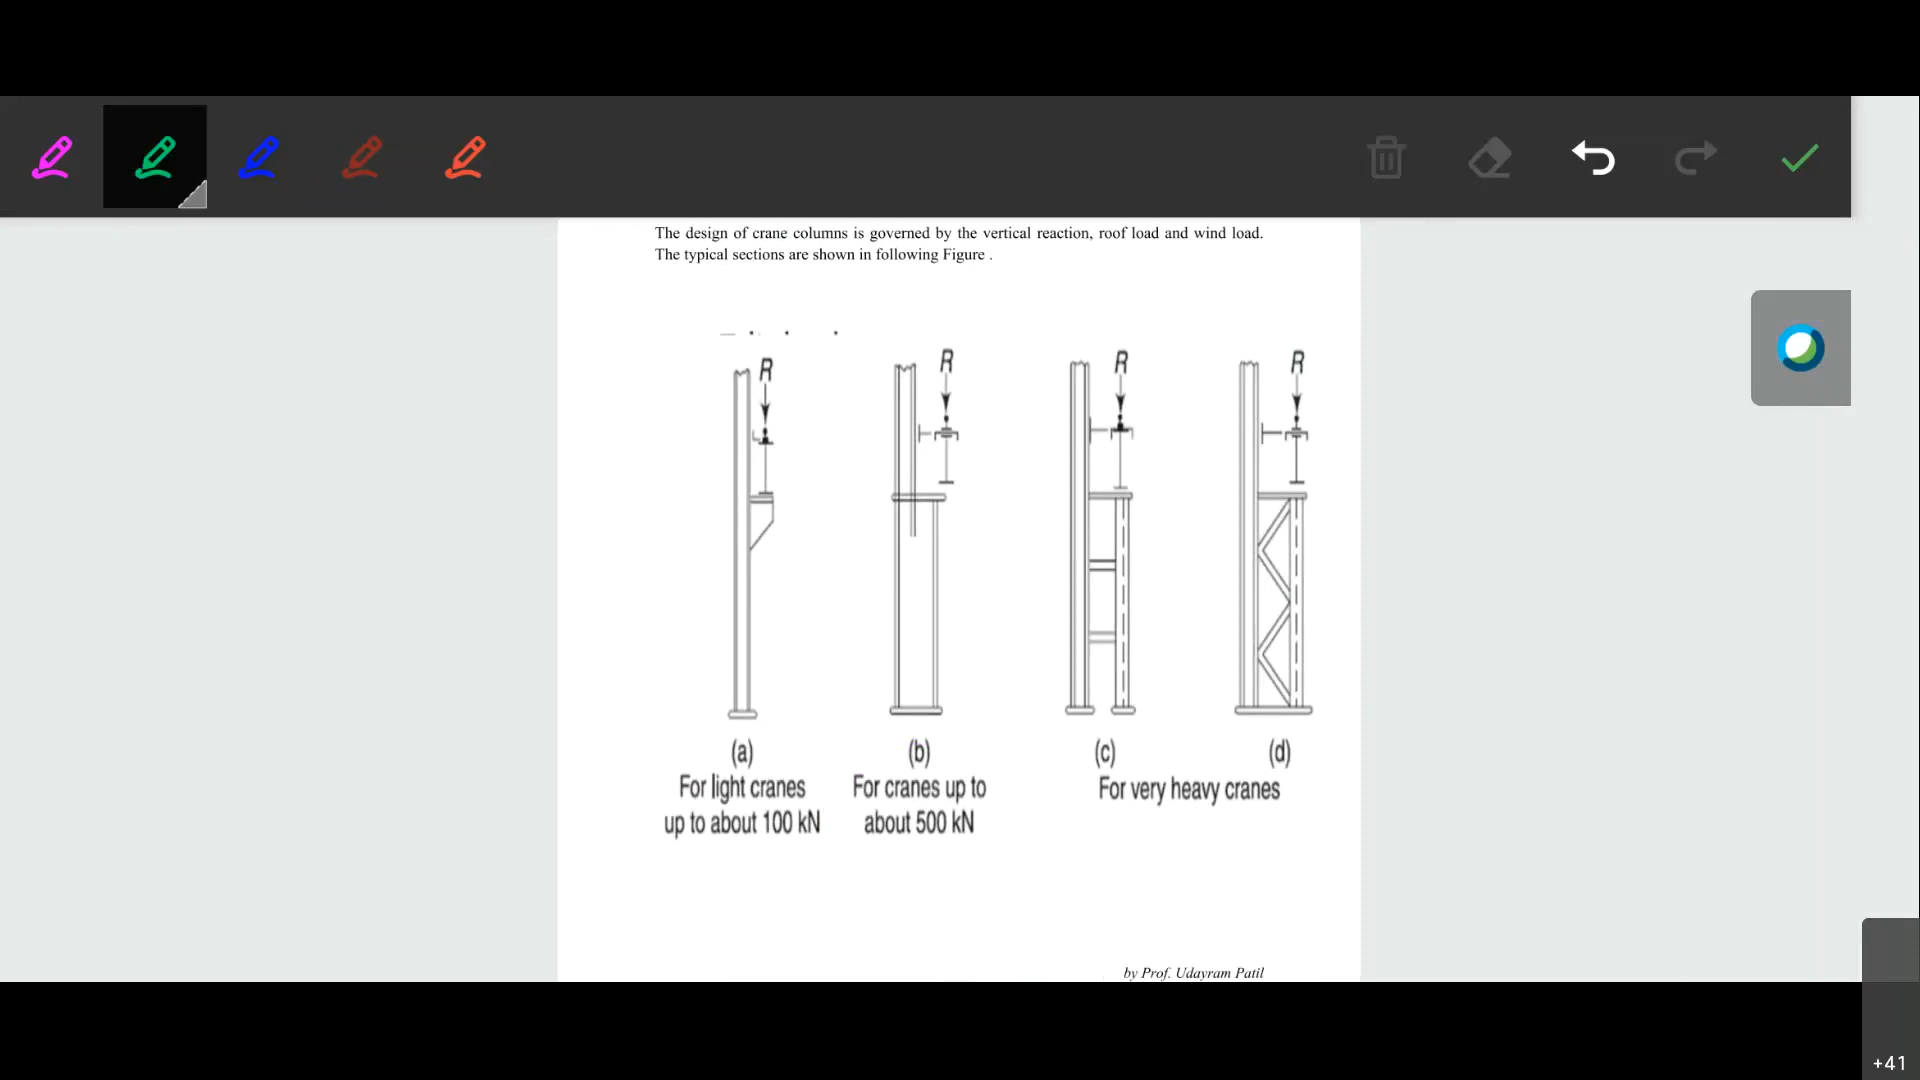 The design of crane columns is governed by the vertical reaction, roof load and wind load.
The typical sections are shown in following Figure .
R
R
R
R
(a)
(b)
(c)
(d)
For light cranes
up to about 100 kN
For cranes up to
about 500 kN
For very heavy cranes
by Prof. Udayram Patil
+41